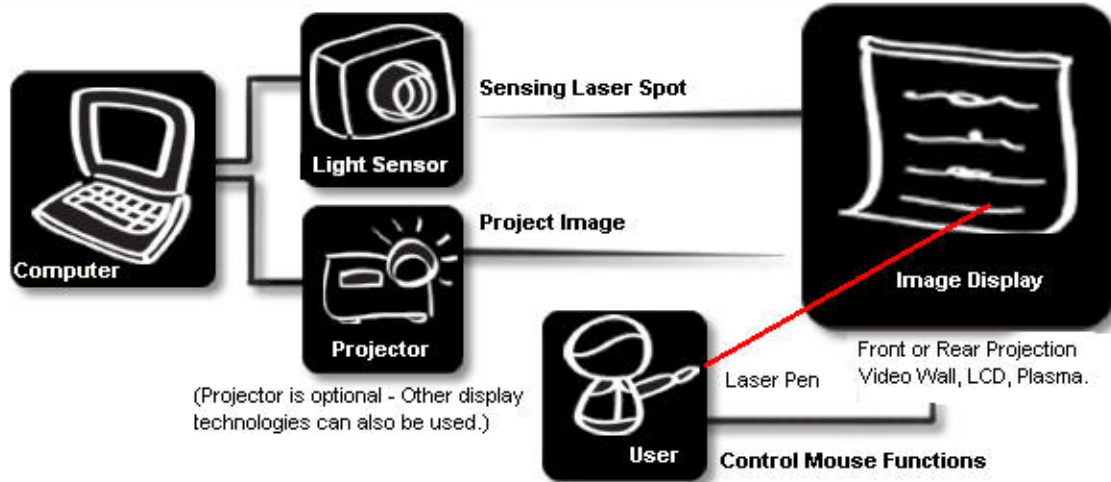 Sensing Laser Spot
Light Sensor
Computer
Project Image
Projector
(Projector is optional - Other display
technologies can also be used.)
Image Display
Front or Rear Projection
Video Wall, LCD, Plasma.
Laser Pen
User
Control Mouse Functions